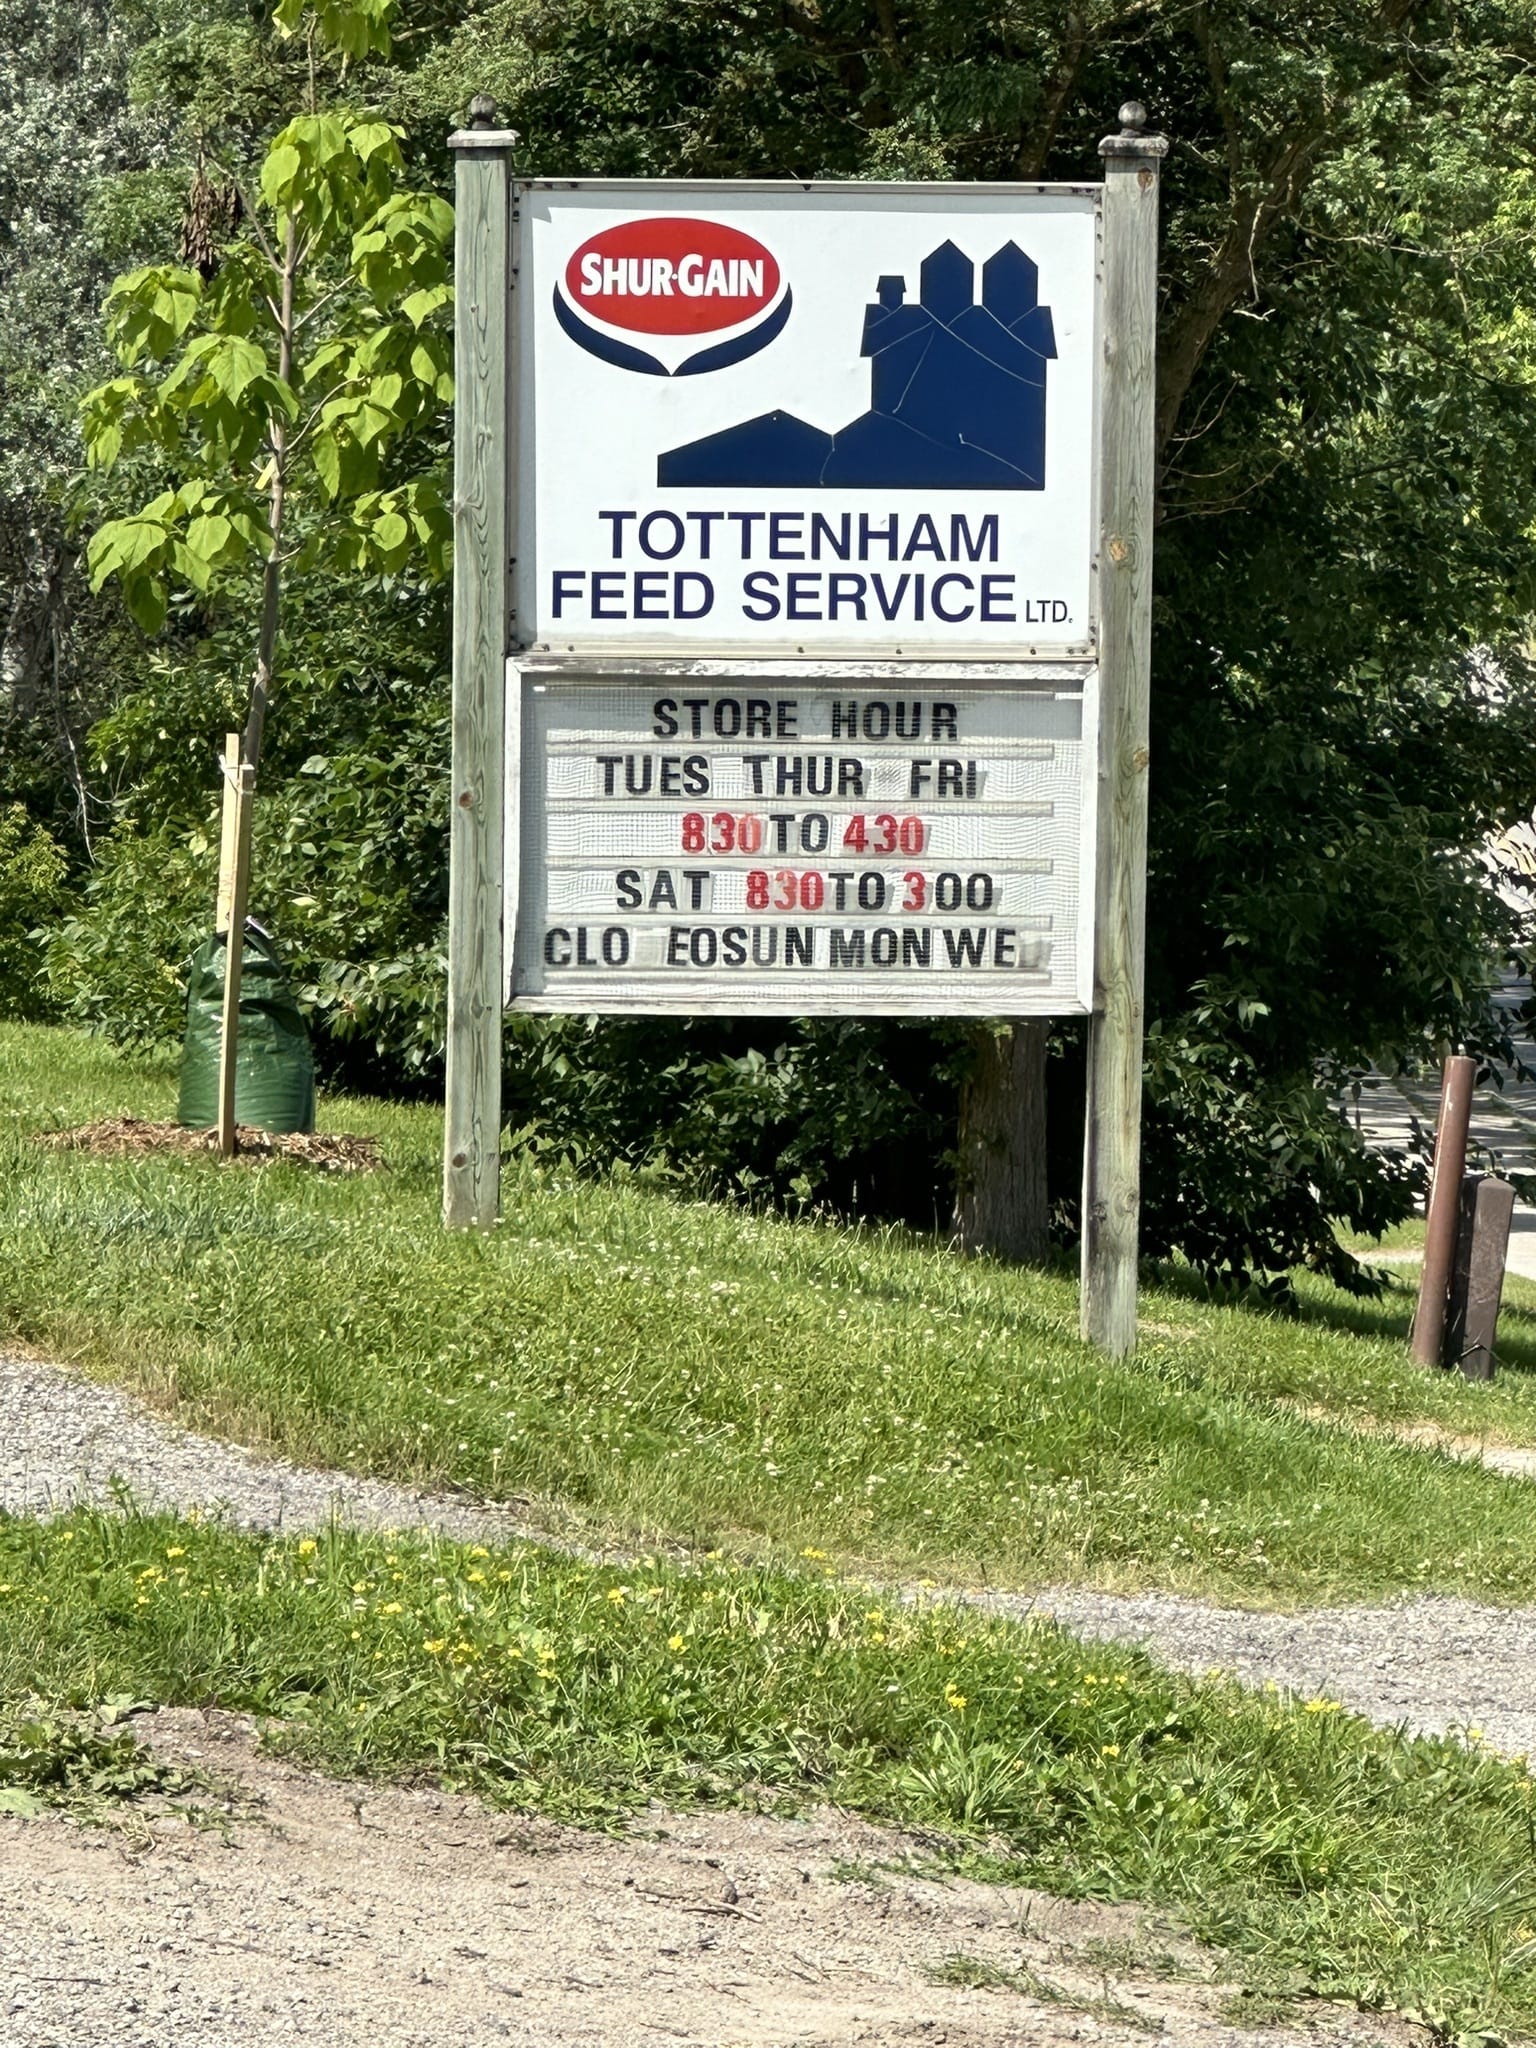 SHUR·GAIN
TOTTENHAM
FEED SERVICE LTD.
STORE HOUR
TUES THUR FRI
830 TO 430
SAT 830 TO 300
CLO EOSUN MON WE